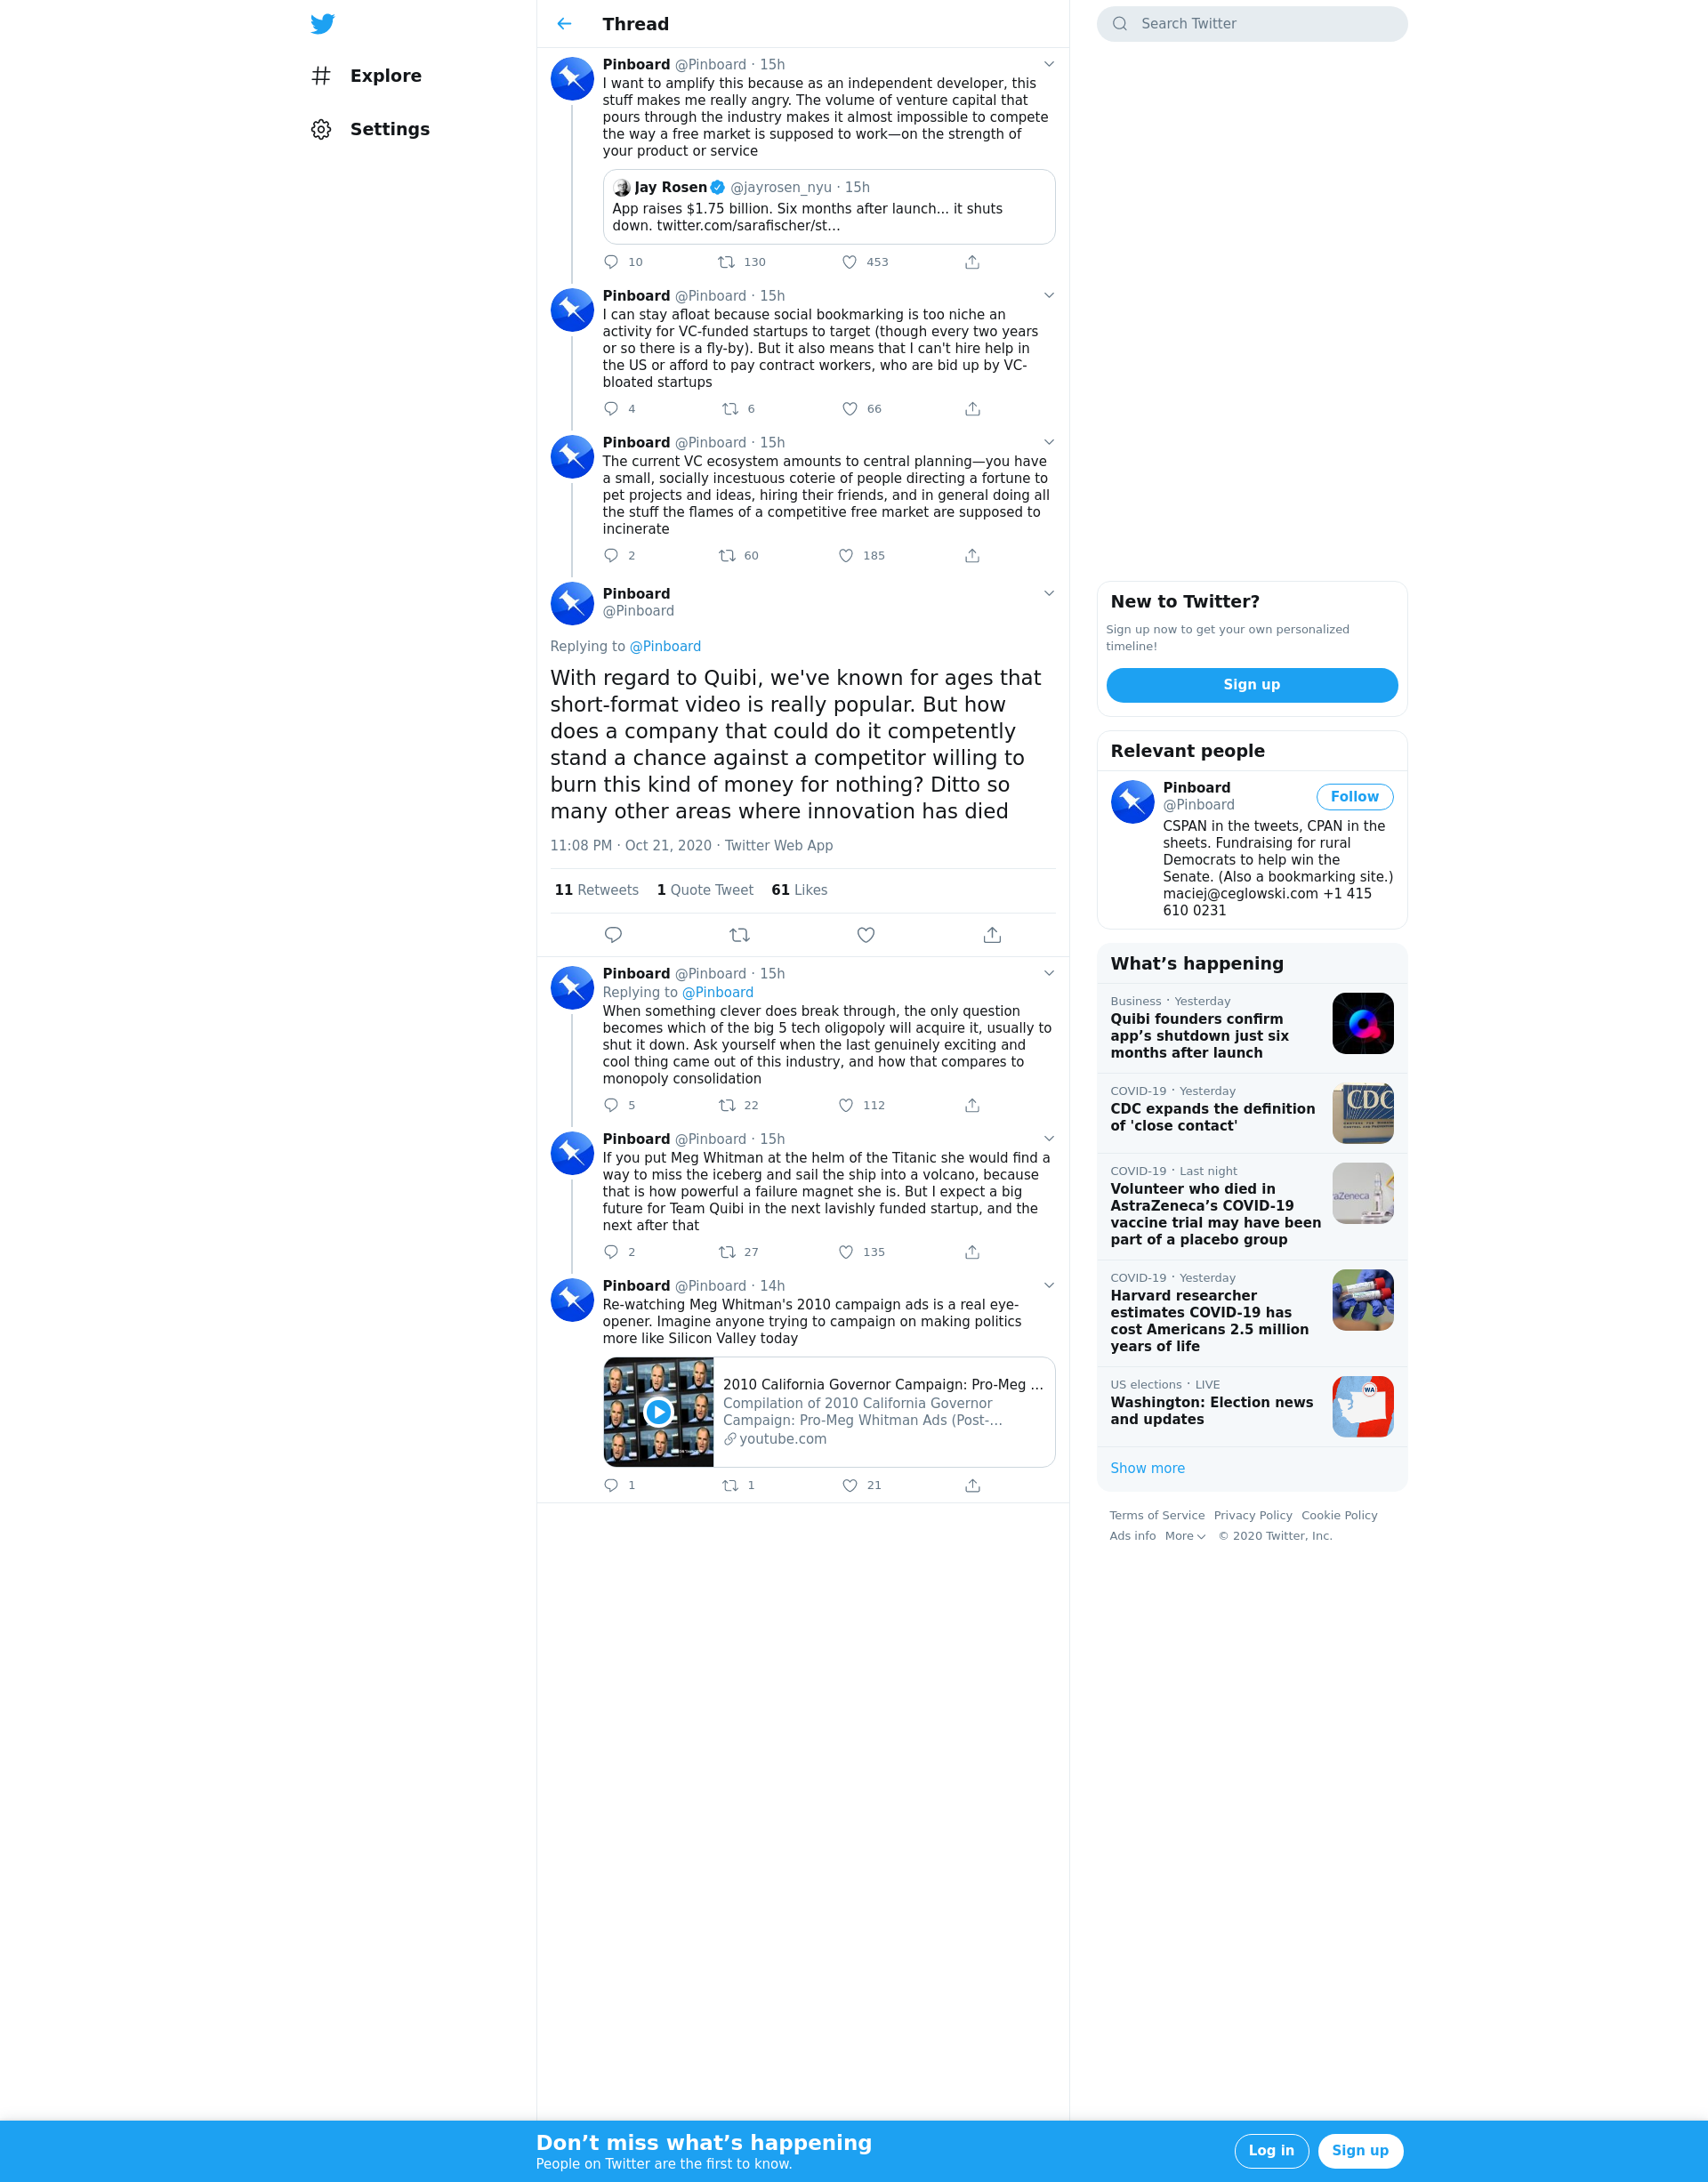 Explore
Settings
Thread
Pinboard @Pinboard · 15h
I want to amplify this because as an independent developer, this
stuff makes me really angry. The volume of venture capital that
pours through the industry makes it almost impossible to compete
the way a free market is supposed to work—on the strength of
your product or service
Jay Rosen @jayrosen_nyu · 15h
App raises $1.75 billion. Six months after launch... it shuts
down. twitter.com/sarafischer/st…
10 130 453
Pinboard @Pinboard · 15h
I can stay afloat because social bookmarking is too niche an
activity for VC-funded startups to target (though every two years
or so there is a fly-by). But it also means that I can't hire help in
the US or afford to pay contract workers, who are bid up by VC-
bloated startups
4 6 66
Pinboard @Pinboard · 15h
The current VC ecosystem amounts to central planning—you have
a small, socially incestuous coterie of people directing a fortune to
pet projects and ideas, hiring their friends, and in general doing all
the stuff the flames of a competitive free market are supposed to
incinerate
2 60 185
Pinboard
@Pinboard
Replying to @Pinboard
With regard to Quibi, we've known for ages that
short-format video is really popular. But how
does a company that could do it competently
stand a chance against a competitor willing to
burn this kind of money for nothing? Ditto so
many other areas where innovation has died
11:08 PM · Oct 21, 2020 · Twitter Web App
11 Retweets 1 Quote Tweet 61 Likes
Pinboard @Pinboard · 15h
Replying to @Pinboard
When something clever does break through, the only question
becomes which of the big 5 tech oligopoly will acquire it, usually to
shut it down. Ask yourself when the last genuinely exciting and
cool thing came out of this industry, and how that compares to
monopoly consolidation
5 22 112
Pinboard @Pinboard · 15h
If you put Meg Whitman at the helm of the Titanic she would find a
way to miss the iceberg and sail the ship into a volcano, because
that is how powerful a failure magnet she is. But I expect a big
future for Team Quibi in the next lavishly funded startup, and the
next after that
2 27 135
Pinboard @Pinboard · 14h
Re-watching Meg Whitman's 2010 campaign ads is a real eye-
opener. Imagine anyone trying to campaign on making politics
more like Silicon Valley today
2010 California Governor Campaign: Pro-Meg …
Compilation of 2010 California Governor
Campaign: Pro-Meg Whitman Ads (Post-…
youtube.com
1 1 21
Search Twitter
New to Twitter?
Sign up now to get your own personalized
timeline!
Sign up
Relevant people
Pinboard
@Pinboard
Follow
CSPAN in the tweets, CPAN in the
sheets. Fundraising for rural
Democrats to help win the
Senate. (Also a bookmarking site.)
maciej@ceglowski.com +1 415
610 0231
What’s happening
Business · Yesterday
Quibi founders confirm
app’s shutdown just six
months after launch
COVID-19 · Yesterday
CDC expands the definition
of 'close contact'
CDC
COVID-19 · Last night
Volunteer who died in
AstraZeneca’s COVID-19
vaccine trial may have been
part of a placebo group
raZeneca
COVID-19 · Yesterday
Harvard researcher
estimates COVID-19 has
cost Americans 2.5 million
years of life
US elections · LIVE
Washington: Election news
and updates
WA
Show more
Terms of Service Privacy Policy Cookie Policy
Ads info More © 2020 Twitter, Inc.
Don’t miss what’s happening
People on Twitter are the first to know.
Log in
Sign up